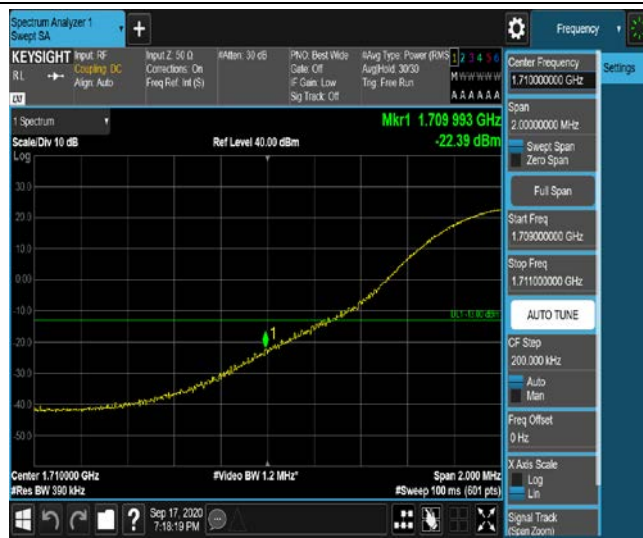 Spectrum Analyzer 1
Swept SA
+
Frequency
KEYSIGHT Input: RF
RL Coupling: DC
Align: Auto
Input Z: 50 Ω
Corrections: On
Freq Ref: Int (S)
#Atten: 30 dB
PNO: Best Wide
Gate: Off
IF Gain: Low
Sig Track: Off
#Avg Type: Power (RMS
Avg|Hold: 30/30
Trig: Free Run
1 2 3 4 5 6
M W W W W W
A A A A A A
1 Spectrum
Scale/Div 10 dB
Log
Ref Level 40.00 dBm
Mkr1 1.709 993 GHz
-22.39 dBm
30.0
20.0
10.0
0.00
-10.0
-20.0
-30.0
-40.0
-50.0
DL1 -13.00 dBm
1
Center 1.710000 GHz
#Res BW 390 kHz
#Video BW 1.2 MHz*
Span 2.000 MHz
#Sweep 100 ms (601 pts)
?
Sep 17, 2020
7:18:19 PM
Center Frequency
1.710000000 GHz
Settings
Span
2.00000000 MHz
Swept Span
Zero Span
Full Span
Start Freq
1.709000000 GHz
Stop Freq
1.711000000 GHz
AUTO TUNE
CF Step
200.000 kHz
Auto
Man
Freq Offset
0 Hz
X Axis Scale
Log
Lin
Signal Track
(Span Zoom)